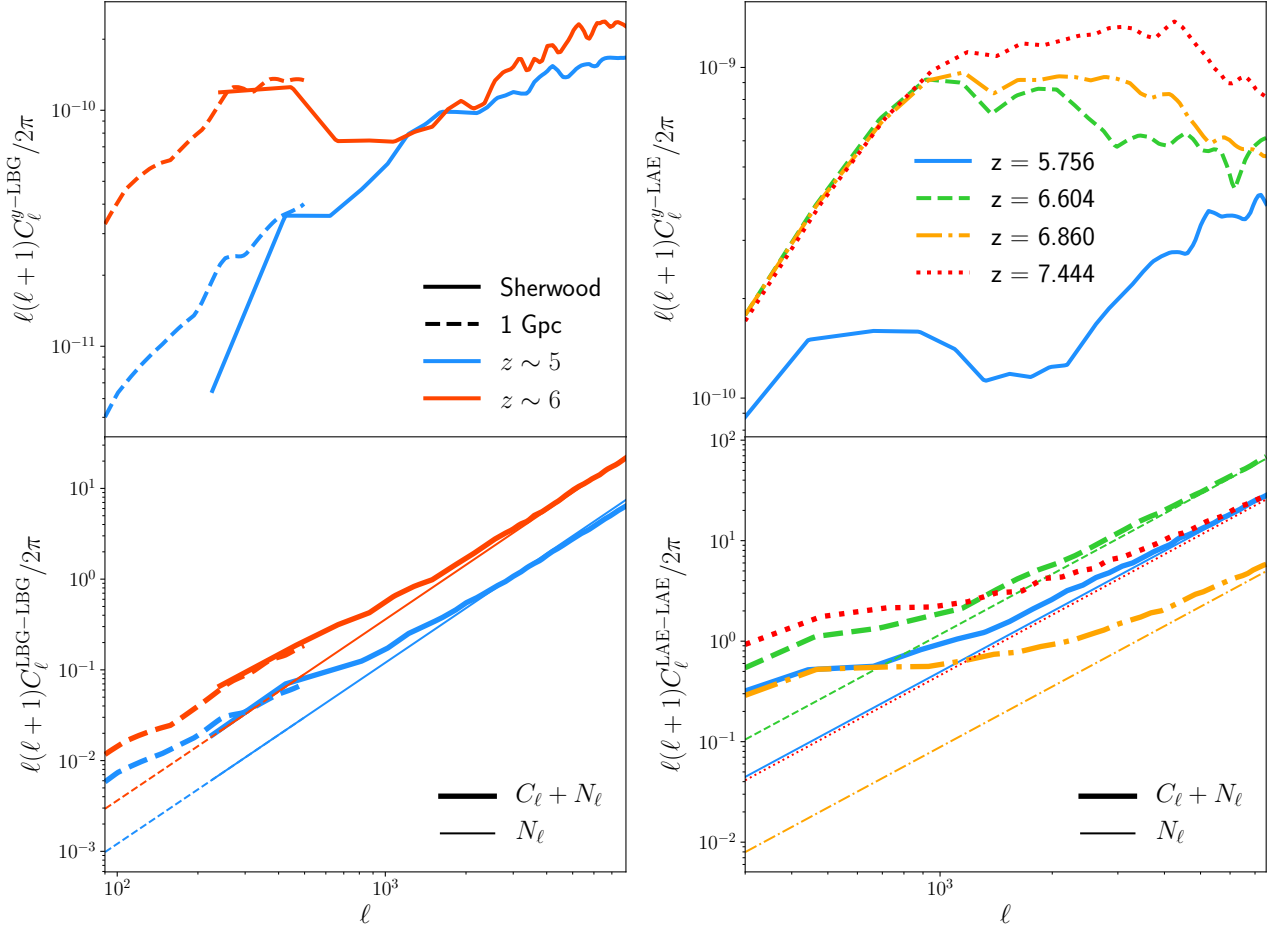 ℓ(ℓ + 1)C_ℓ^{y−LBG}/2π
10^{-10}
10^{-11}
Sherwood
1 Gpc
z ∼ 5
z ∼ 6
ℓ(ℓ + 1)C_ℓ^{y−LAE}/2π
10^{-9}
10^{-10}
z = 5.756
z = 6.604
z = 6.860
z = 7.444
ℓ(ℓ + 1)C_ℓ^{LBG−LBG}/2π
10^1
10^0
10^{-1}
10^{-2}
10^{-3}
C_ℓ + N_ℓ
N_ℓ
10^2
10^3
ℓ
ℓ(ℓ + 1)C_ℓ^{LAE−LAE}/2π
10^2
10^1
10^0
10^{-1}
10^{-2}
C_ℓ + N_ℓ
N_ℓ
10^3
ℓ